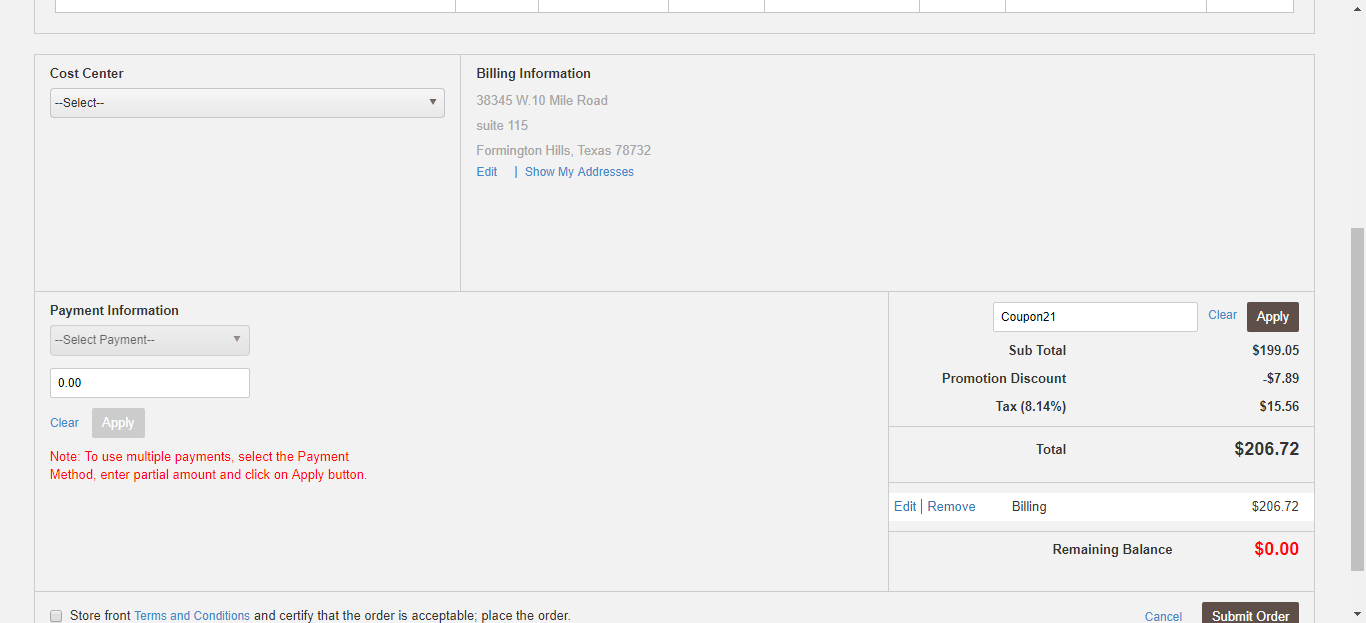 Cost Center
--Select--
Billing Information
38345 W.10 Mile Road
suite 115
Formington Hills, Texas 78732
Edit | Show My Addresses
Payment Information
--Select Payment--
0.00
Clear Apply
Note: To use multiple payments, select the Payment
Method, enter partial amount and click on Apply button.
Coupon21 Clear Apply
Sub Total $199.05
Promotion Discount -$7.89
Tax (8.14%) $15.56
Total $206.72
Edit | Remove Billing $206.72
Remaining Balance $0.00
Store front Terms and Conditions and certify that the order is acceptable; place the order.
Cancel Submit Order